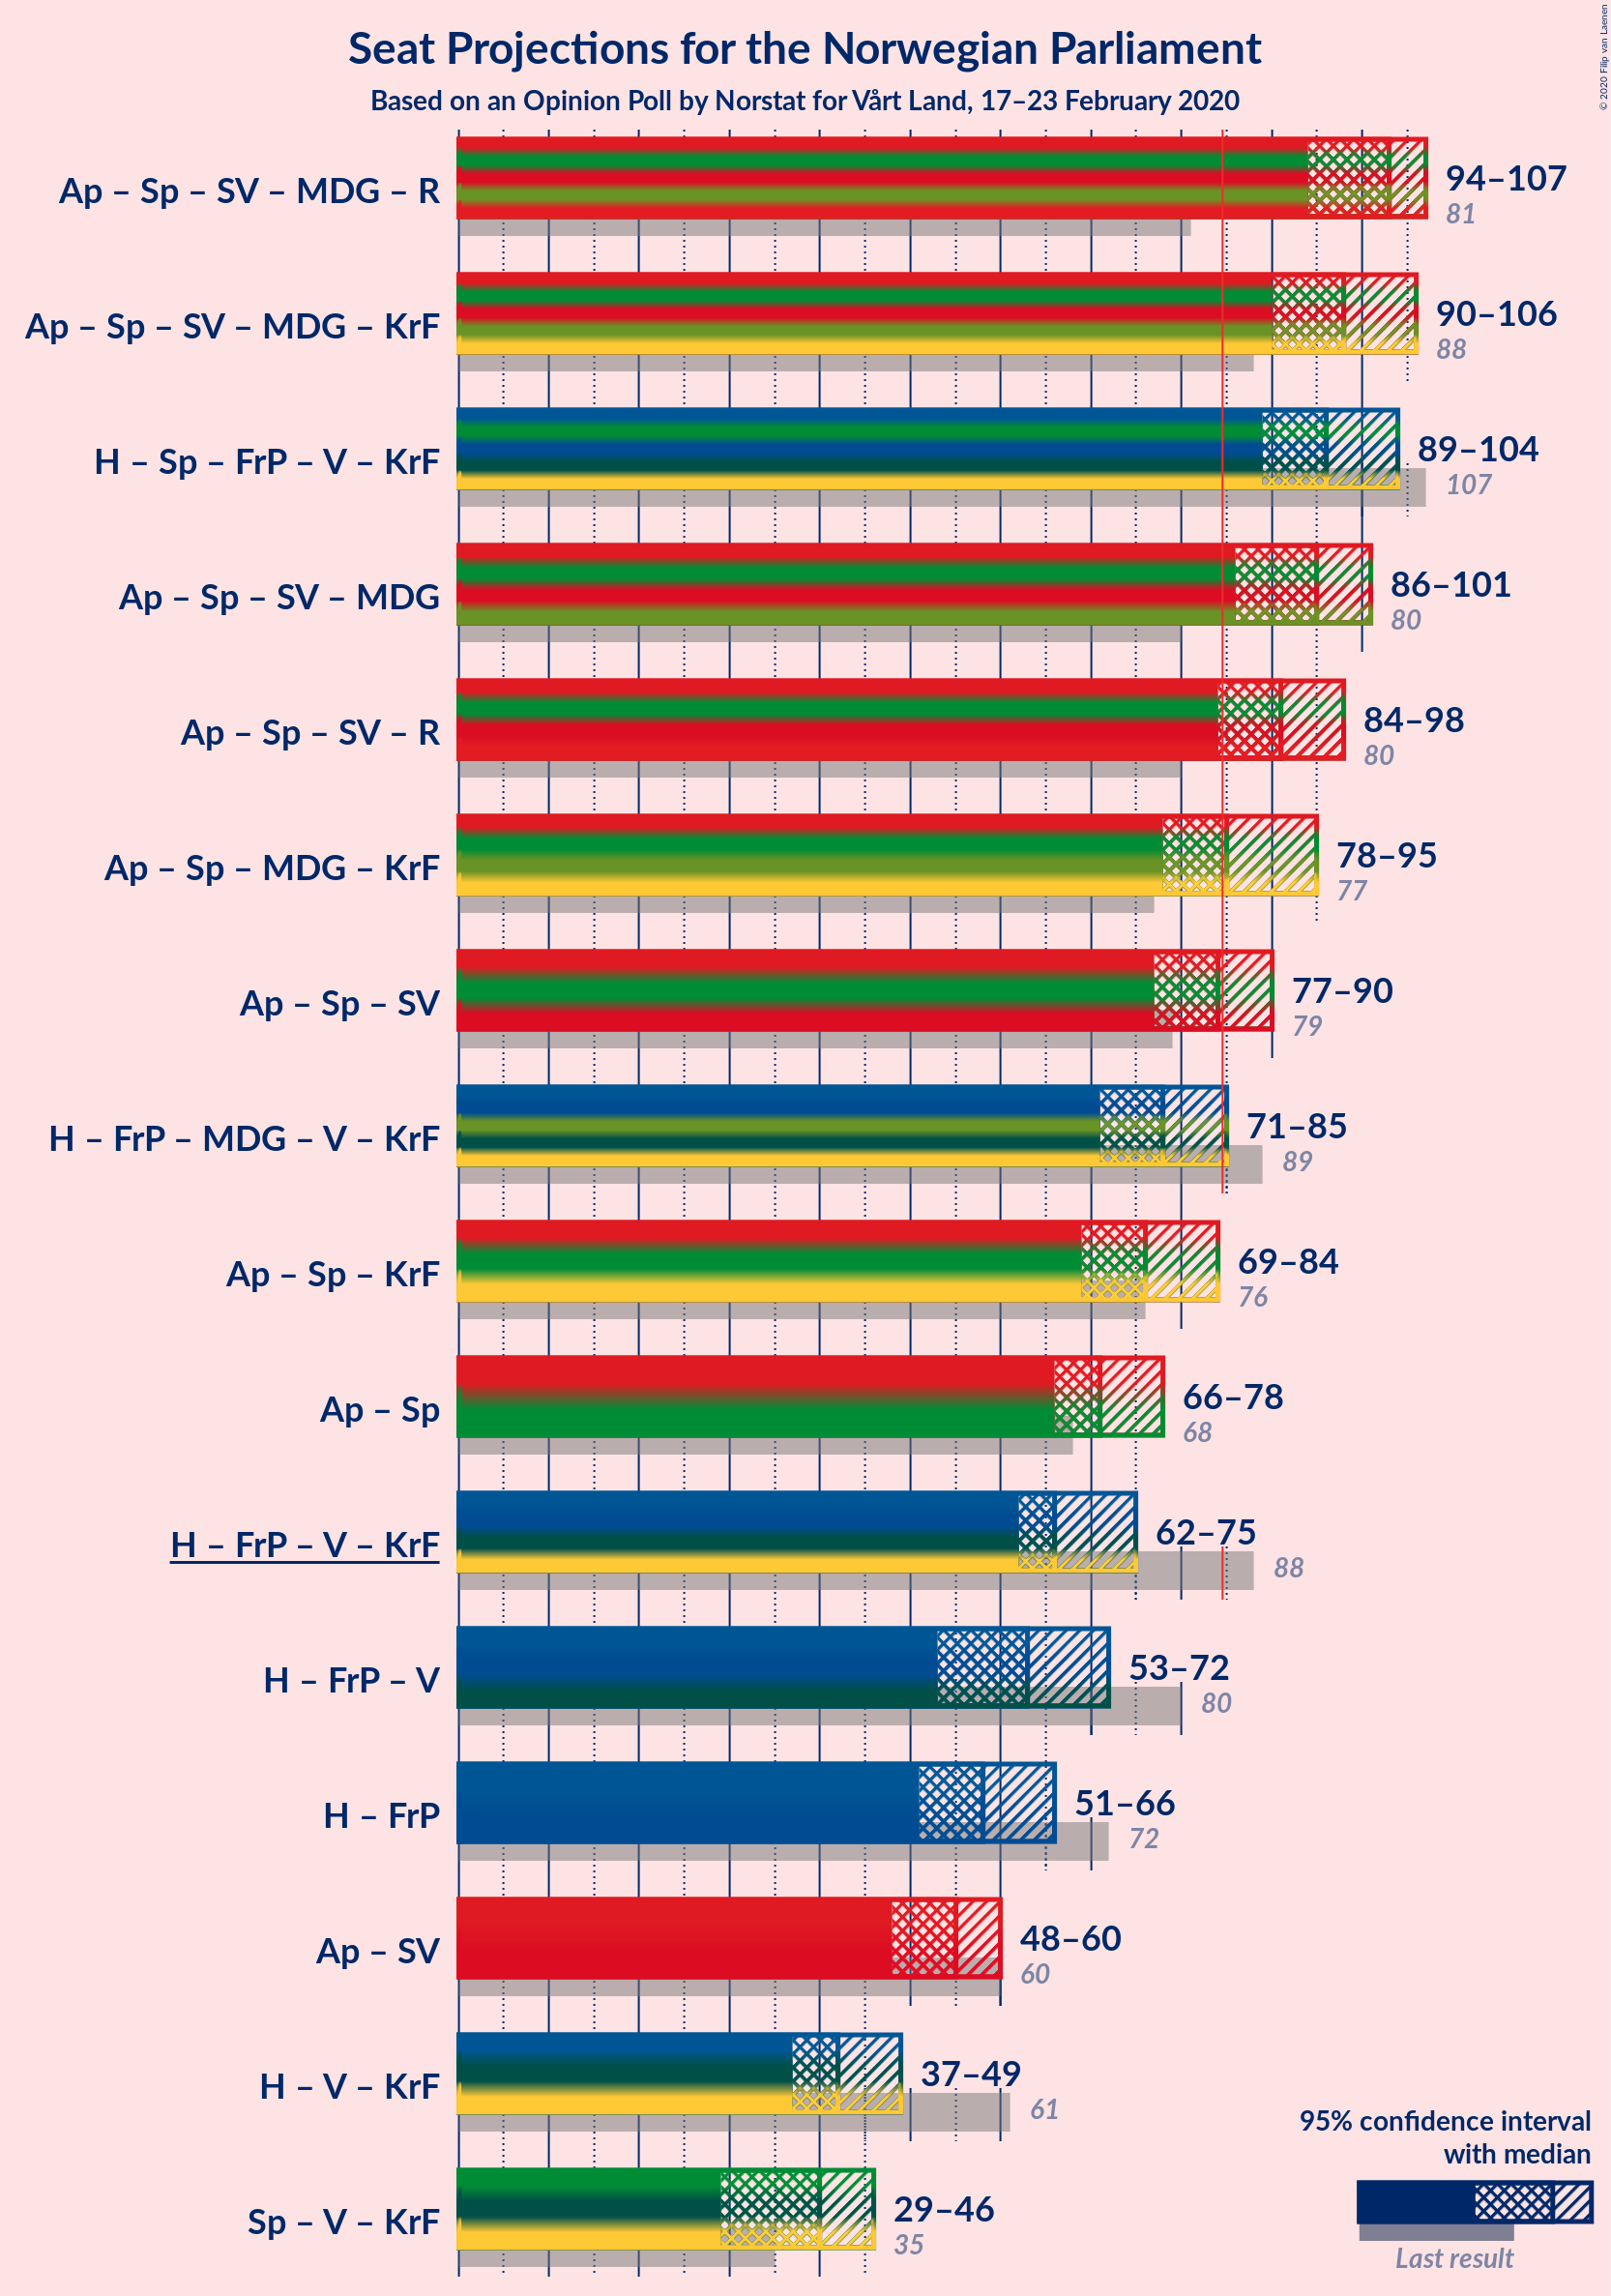 Seat Projections for the Norwegian Parliament
Based on an Opinion Poll by Norstat for Vårt Land, 17–23 February 2020
© 2020 Filip van Laenen
Ap – Sp – SV – MDG – R
94–107
81
Ap – Sp – SV – MDG – KrF
90–106
88
H – Sp – FrP – V – KrF
89–104
107
Ap – Sp – SV – MDG
86–101
80
Ap – Sp – SV – R
84–98
80
Ap – Sp – MDG – KrF
78–95
77
Ap – Sp – SV
77–90
79
H – FrP – MDG – V – KrF
71–85
89
Ap – Sp – KrF
69–84
76
Ap – Sp
66–78
68
H – FrP – V – KrF
62–75
88
H – FrP – V
53–72
80
H – FrP
51–66
72
Ap – SV
48–60
60
H – V – KrF
37–49
61
Sp – V – KrF
29–46
35
95% confidence interval
with median
Last result